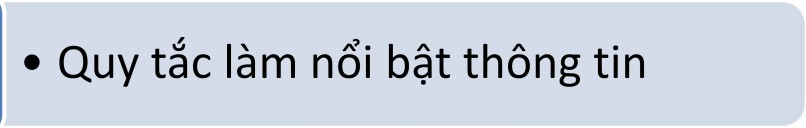 • Quy tắc làm nổi bật thông tin